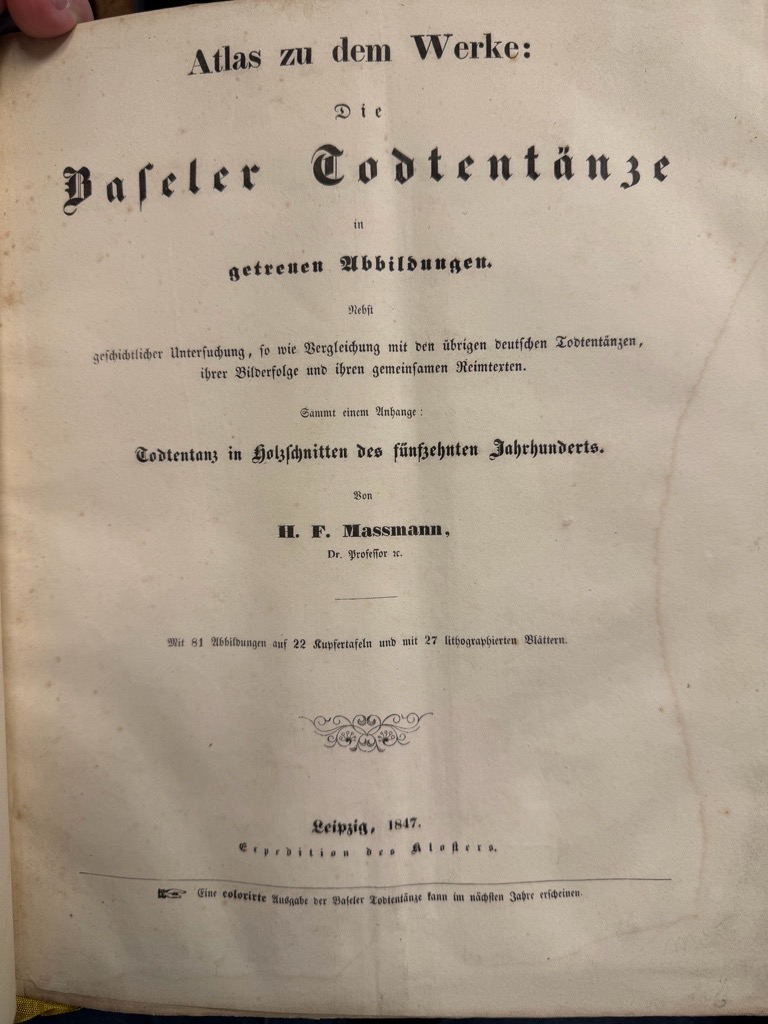 Atlas zu dem Werke:
Die
Baſeler Todtentänze
in
getreuen Abbildungen.
Nebſt
geſchichtlicher Unterſuchung, ſo wie Vergleichung mit den übrigen deutſchen Todtentänzen,
ihrer Bilderfolge und ihren gemeinſamen Reimtexten.
Sammt einem Anhange:
Todtentanz in Holzſchnitten des fünfzehnten Jahrhunderts.
Von
H. F. Massmann,
Dr. Profeſſor ꝛc.
Mit 81 Abbildungen auf 22 Kupfertafeln und mit 27 lithographierten Blättern.
Leipzig, 1847.
Expedition des Kloſters.
☞ Eine colorirte Ausgabe der Baſeler Todtentänze kann im nächſten Jahre erſcheinen.